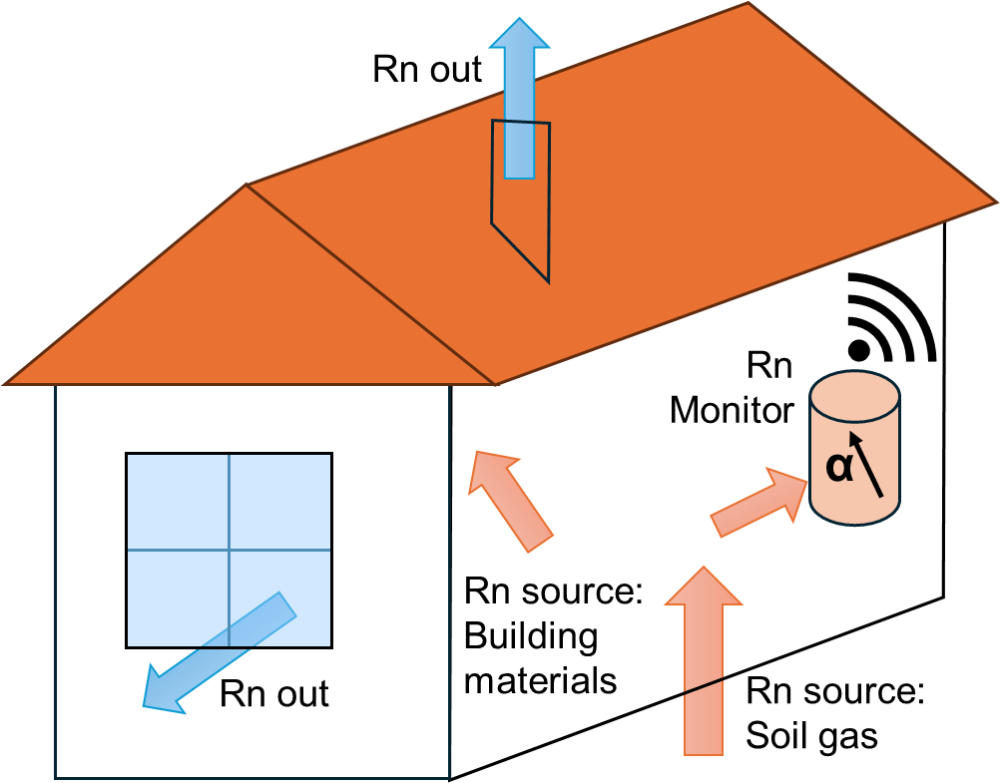 Rn out
Rn
Monitor
α
Rn source:
Building
materials
Rn source:
Soil gas
Rn out